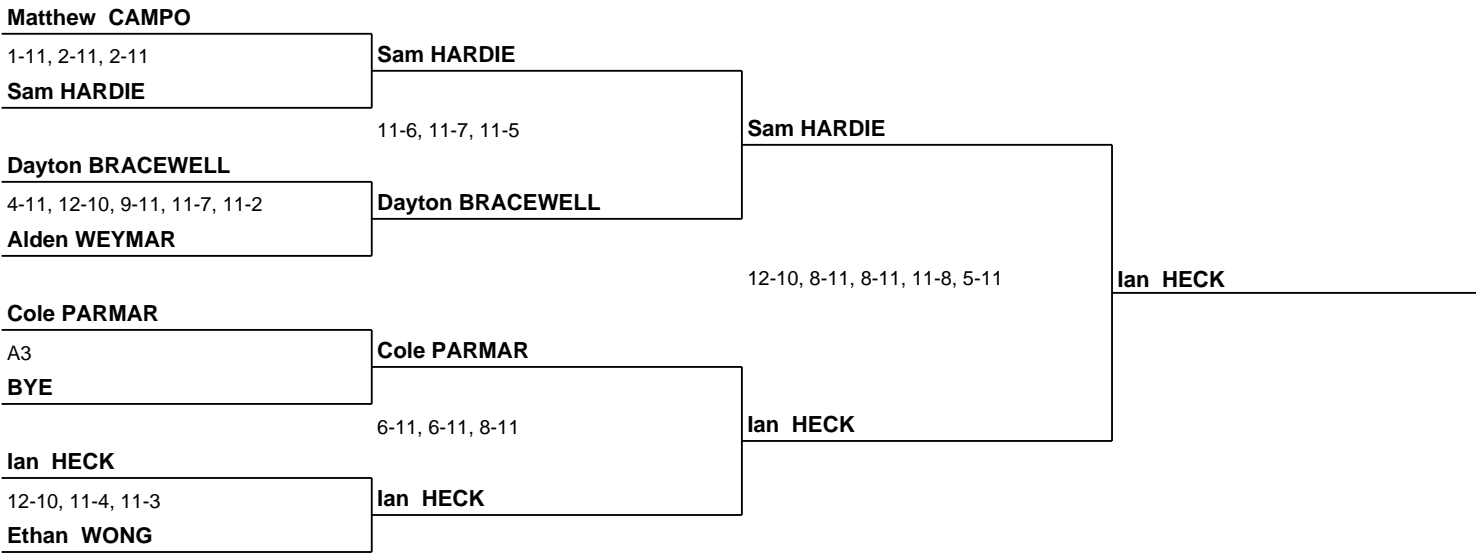 Matthew CAMPO
1-11, 2-11, 2-11
Sam HARDIE
Sam HARDIE
11-6, 11-7, 11-5
Sam HARDIE
Dayton BRACEWELL
4-11, 12-10, 9-11, 11-7, 11-2
Dayton BRACEWELL
Alden WEYMAR
12-10, 8-11, 8-11, 11-8, 5-11
Ian HECK
Cole PARMAR
A3
Cole PARMAR
BYE
6-11, 6-11, 8-11
Ian HECK
Ian HECK
12-10, 11-4, 11-3
Ian HECK
Ethan WONG